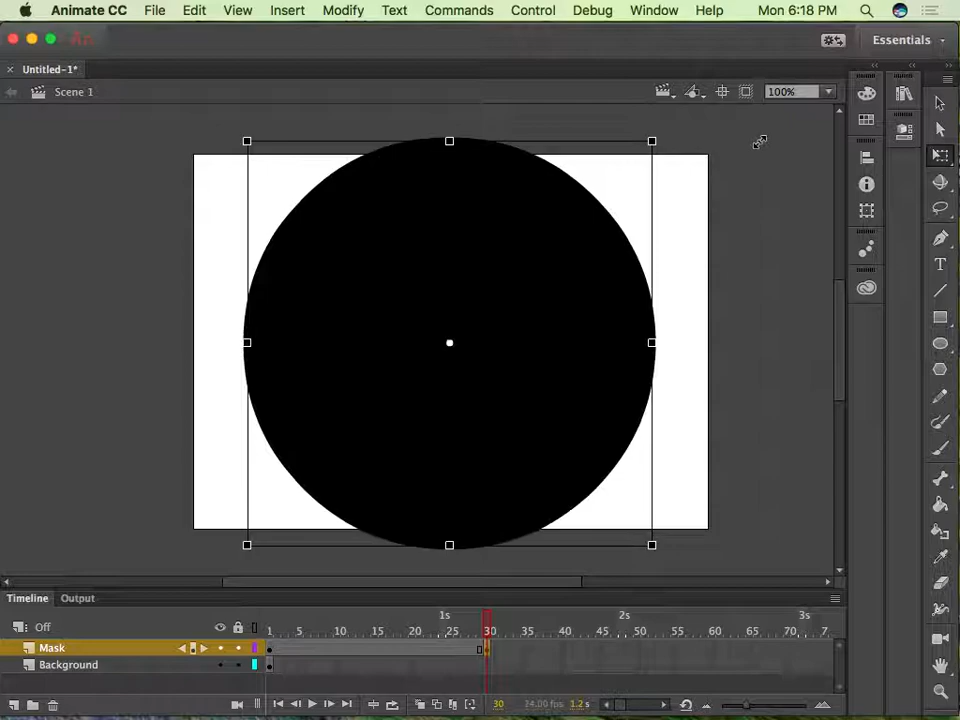 Animate CC File Edit View Insert Modify Text Commands Control Debug Window Help Mon 6:18 PM
An
Essentials
Untitled-1*
Scene 1
100%
Timeline Output
1s 2s 3s
Off
1 5 10 15 20 25 30 35 40 45 50 55 60 65 70 7
Mask
Background
30 24.00 fps 1.2 s